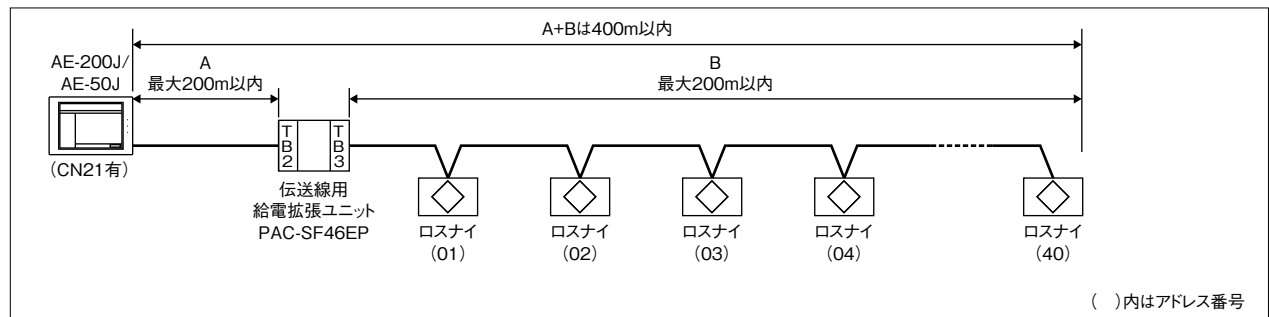 A+Bは400m以内
AE-200J/
AE-50J
A
最大200m以内
B
最大200m以内
TB2
TB3
(CN21有)
伝送線用
給電拡張ユニット
PAC-SF46EP
ロスナイ
(01)
ロスナイ
(02)
ロスナイ
(03)
ロスナイ
(04)
ロスナイ
(40)
(　)内はアドレス番号